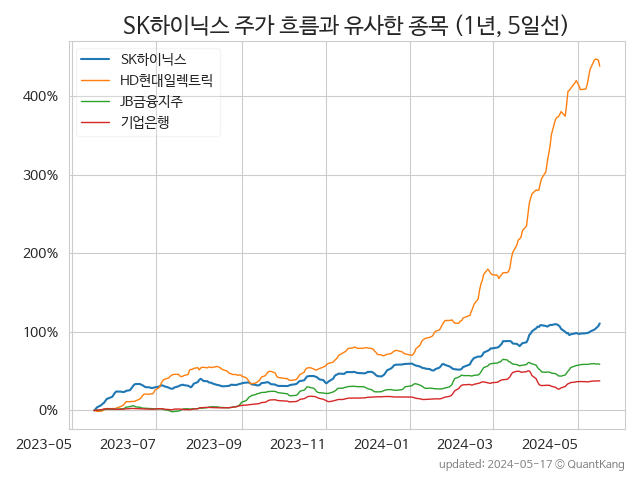 SK하이닉스 주가 흐름과 유사한 종목 (1년, 5일선)
SK하이닉스
HD현대일렉트릭
JB금융지주
기업은행
400%
300%
200%
100%
0%
2023-05 2023-07 2023-09 2023-11 2024-01 2024-03 2024-05
updated: 2024-05-17 © QuantKang